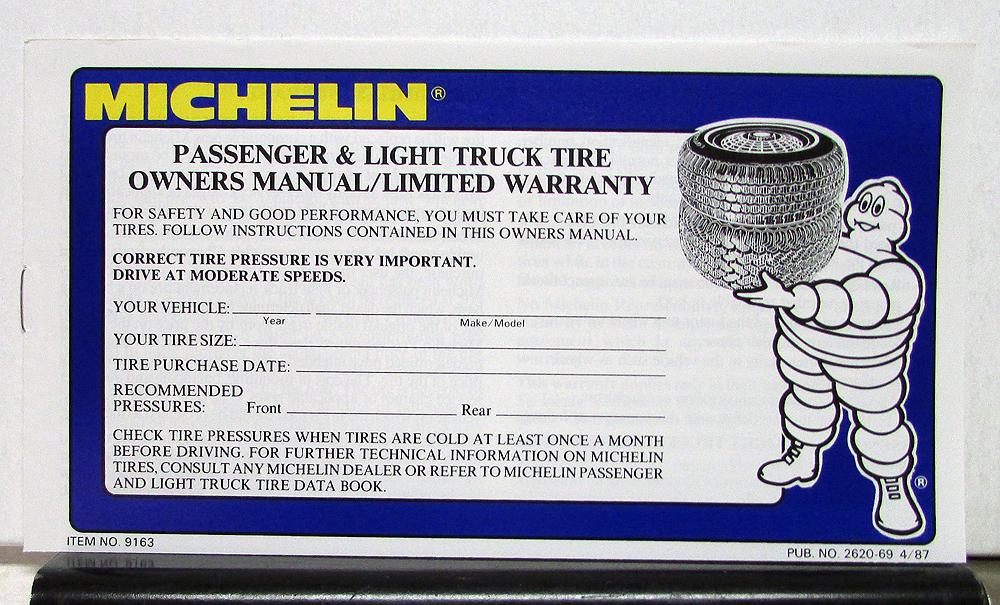 MICHELIN®
PASSENGER & LIGHT TRUCK TIRE
OWNERS MANUAL/LIMITED WARRANTY
FOR SAFETY AND GOOD PERFORMANCE, YOU MUST TAKE CARE OF YOUR
TIRES. FOLLOW INSTRUCTIONS CONTAINED IN THIS OWNERS MANUAL.
CORRECT TIRE PRESSURE IS VERY IMPORTANT.
DRIVE AT MODERATE SPEEDS.
YOUR VEHICLE:
Year Make/Model
YOUR TIRE SIZE:
TIRE PURCHASE DATE:
RECOMMENDED
PRESSURES: Front Rear
CHECK TIRE PRESSURES WHEN TIRES ARE COLD AT LEAST ONCE A MONTH
BEFORE DRIVING. FOR FURTHER TECHNICAL INFORMATION ON MICHELIN
TIRES, CONSULT ANY MICHELIN DEALER OR REFER TO MICHELIN PASSENGER
AND LIGHT TRUCK TIRE DATA BOOK.
®
ITEM NO. 9163
PUB. NO. 2620-69 4/87